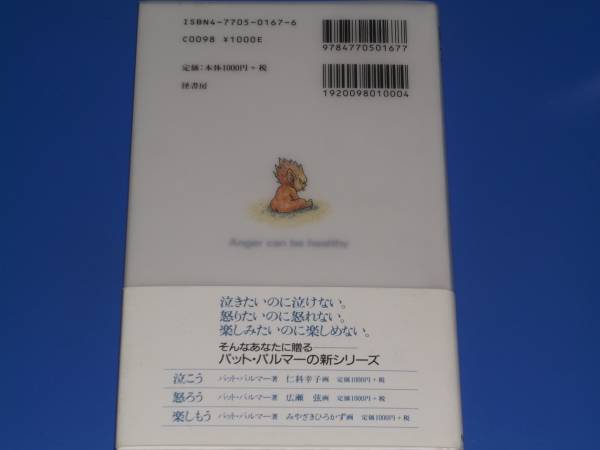 ISBN4-7705-0167-6
C0098 ¥1000E
定価:本体1000円+税
径書房
9784770501677
1920098010004
Anger can be healthy
泣きたいのに泣けない。
怒りたいのに怒れない。
楽しみたいのに楽しめない。
そんなあなたに贈る――
パット・パルマーの新シリーズ
泣こう パット・パルマー著 仁科幸子画 定価1000円+税
怒ろう パット・パルマー著 広瀬 弦画 定価1000円+税
楽しもう パット・パルマー著 みやざきひろかず画 定価1000円+税